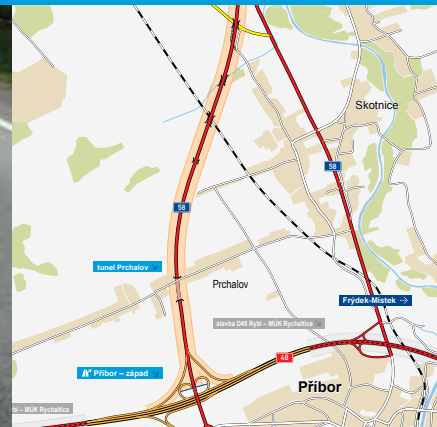 Skotnice
58
58
tunel Prchalov
Prchalov
Frýdek-Místek →
stavba D48 Rybí – MÚK Rychaltice
48
Příbor – západ
Příbor
– MÚK Rychaltice